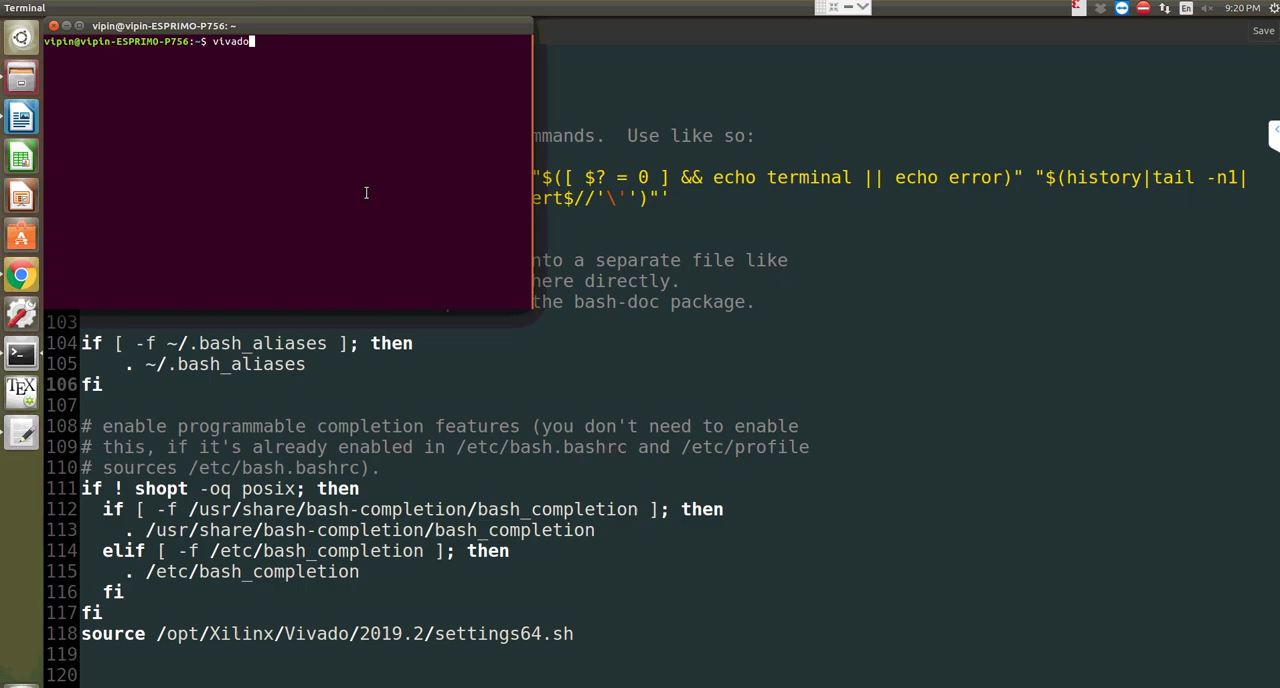 Terminal
En
9:20 PM
vipin@vipin-ESPRIMO-P756: ~
Save
vipin@vipin-ESPRIMO-P756:~$ vivado
mmands.  Use like so:
"$([ $? = 0 ] && echo terminal || echo error)" "$(history|tail -n1|
ert$//'\'')"'
nto a separate file like
here directly.
the bash-doc package.
103
104 if [ -f ~/.bash_aliases ]; then
105     . ~/.bash_aliases
106 fi
107
108 # enable programmable completion features (you don't need to enable
109 # this, if it's already enabled in /etc/bash.bashrc and /etc/profile
110 # sources /etc/bash.bashrc).
111 if ! shopt -oq posix; then
112   if [ -f /usr/share/bash-completion/bash_completion ]; then
113     . /usr/share/bash-completion/bash_completion
114   elif [ -f /etc/bash_completion ]; then
115     . /etc/bash_completion
116   fi
117 fi
118 source /opt/Xilinx/Vivado/2019.2/settings64.sh
119
120
TEX